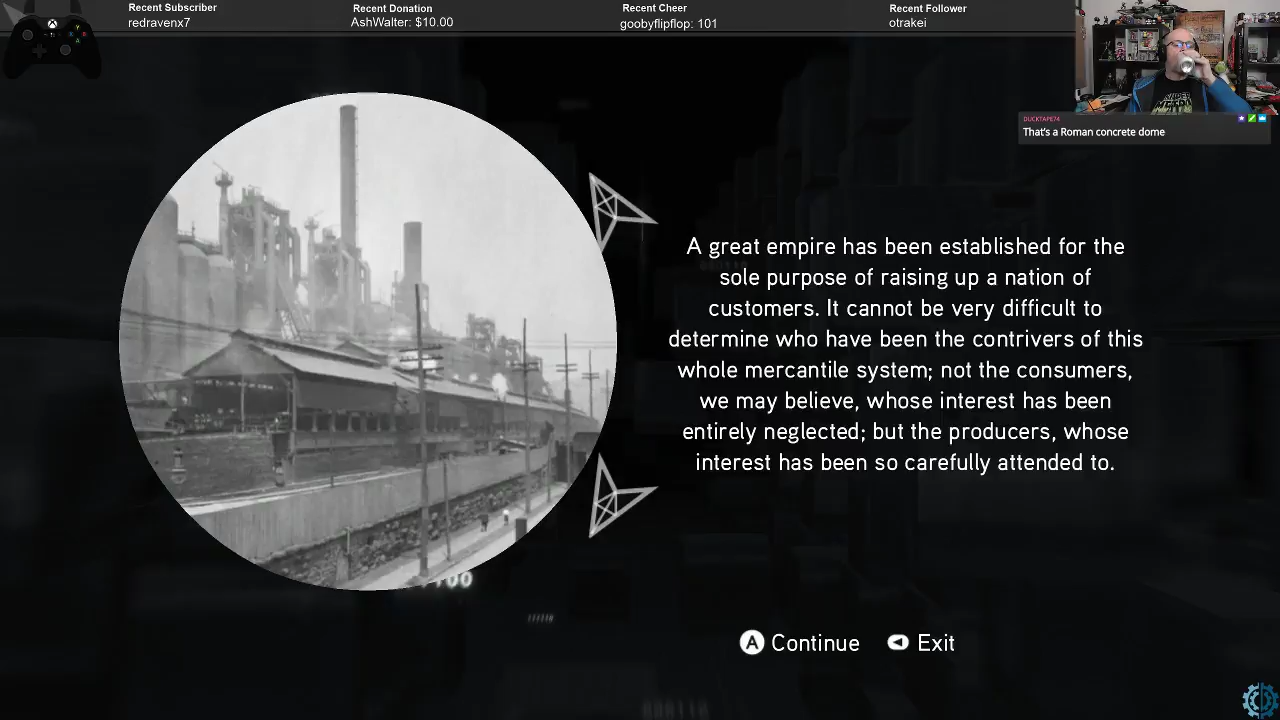 Recent Subscriber
redravenx7
Recent Donation
AshWalter: $10.00
Recent Cheer
goobyflipflop: 101
Recent Follower
otrakei
DUCKTAPE74
That's a Roman concrete dome
A great empire has been established for the
sole purpose of raising up a nation of
customers. It cannot be very difficult to
determine who have been the contrivers of this
whole mercantile system; not the consumers,
we may believe, whose interest has been
entirely neglected; but the producers, whose
interest has been so carefully attended to.
A Continue
Exit